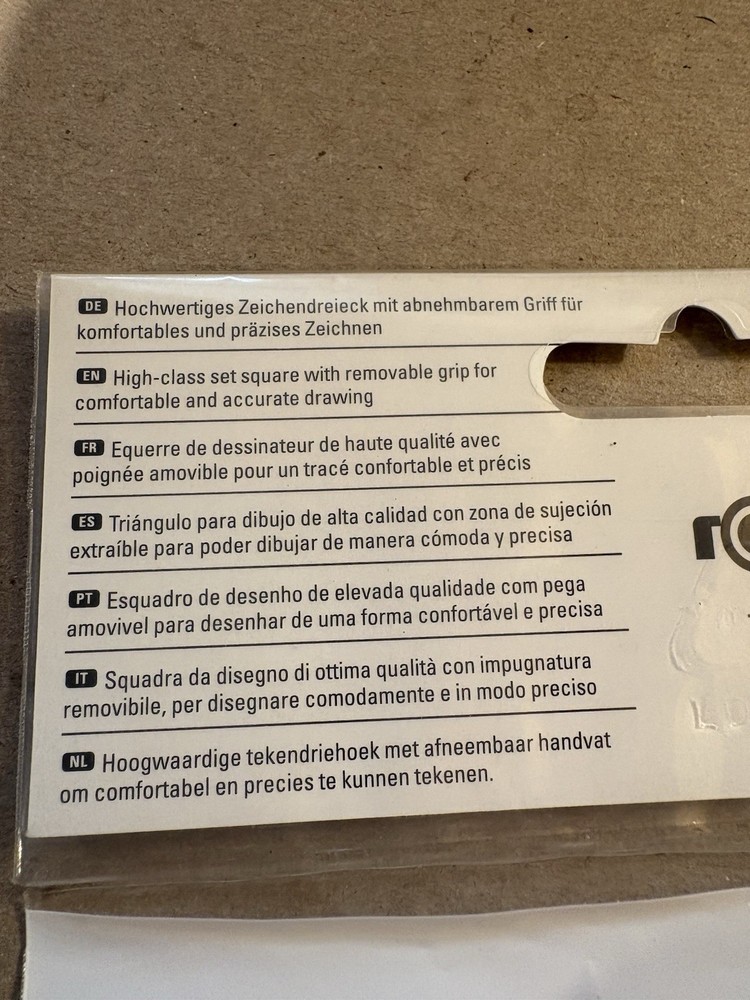 DE Hochwertiges Zeichendreieck mit abnehmbarem Griff für
komfortables und präzises Zeichnen
EN High-class set square with removable grip for
comfortable and accurate drawing
FR Equerre de dessinateur de haute qualité avec
poignée amovible pour un tracé confortable et précis
ES Triángulo para dibujo de alta calidad con zona de sujeción
extraíble para poder dibujar de manera cómoda y precisa
PT Esquadro de desenho de elevada qualidade com pega
amovivel para desenhar de uma forma confortável e precisa
IT Squadra da disegno di ottima qualità con impugnatura
removibile, per disegnare comodamente e in modo preciso
NL Hoogwaardige tekendriehoek met afneembaar handvat
om comfortabel en precies te kunnen tekenen.